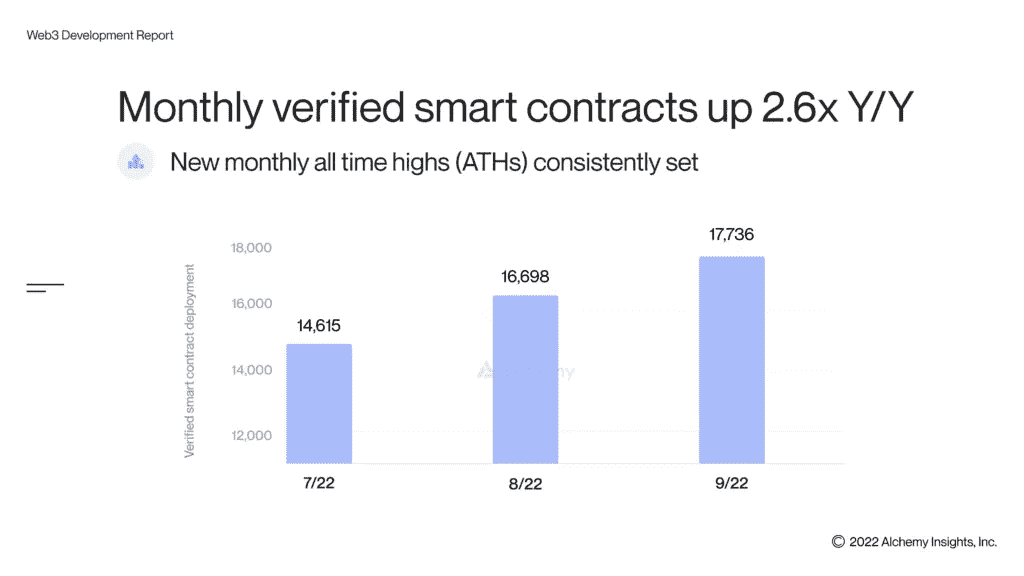 Web3 Development Report
Monthly verified smart contracts up 2.6x Y/Y
New monthly all time highs (ATHs) consistently set
Verified smart contract deployment
18,000
16,000
14,000
12,000
14,615
16,698
17,736
7/22
8/22
9/22
© 2022 Alchemy Insights, Inc.